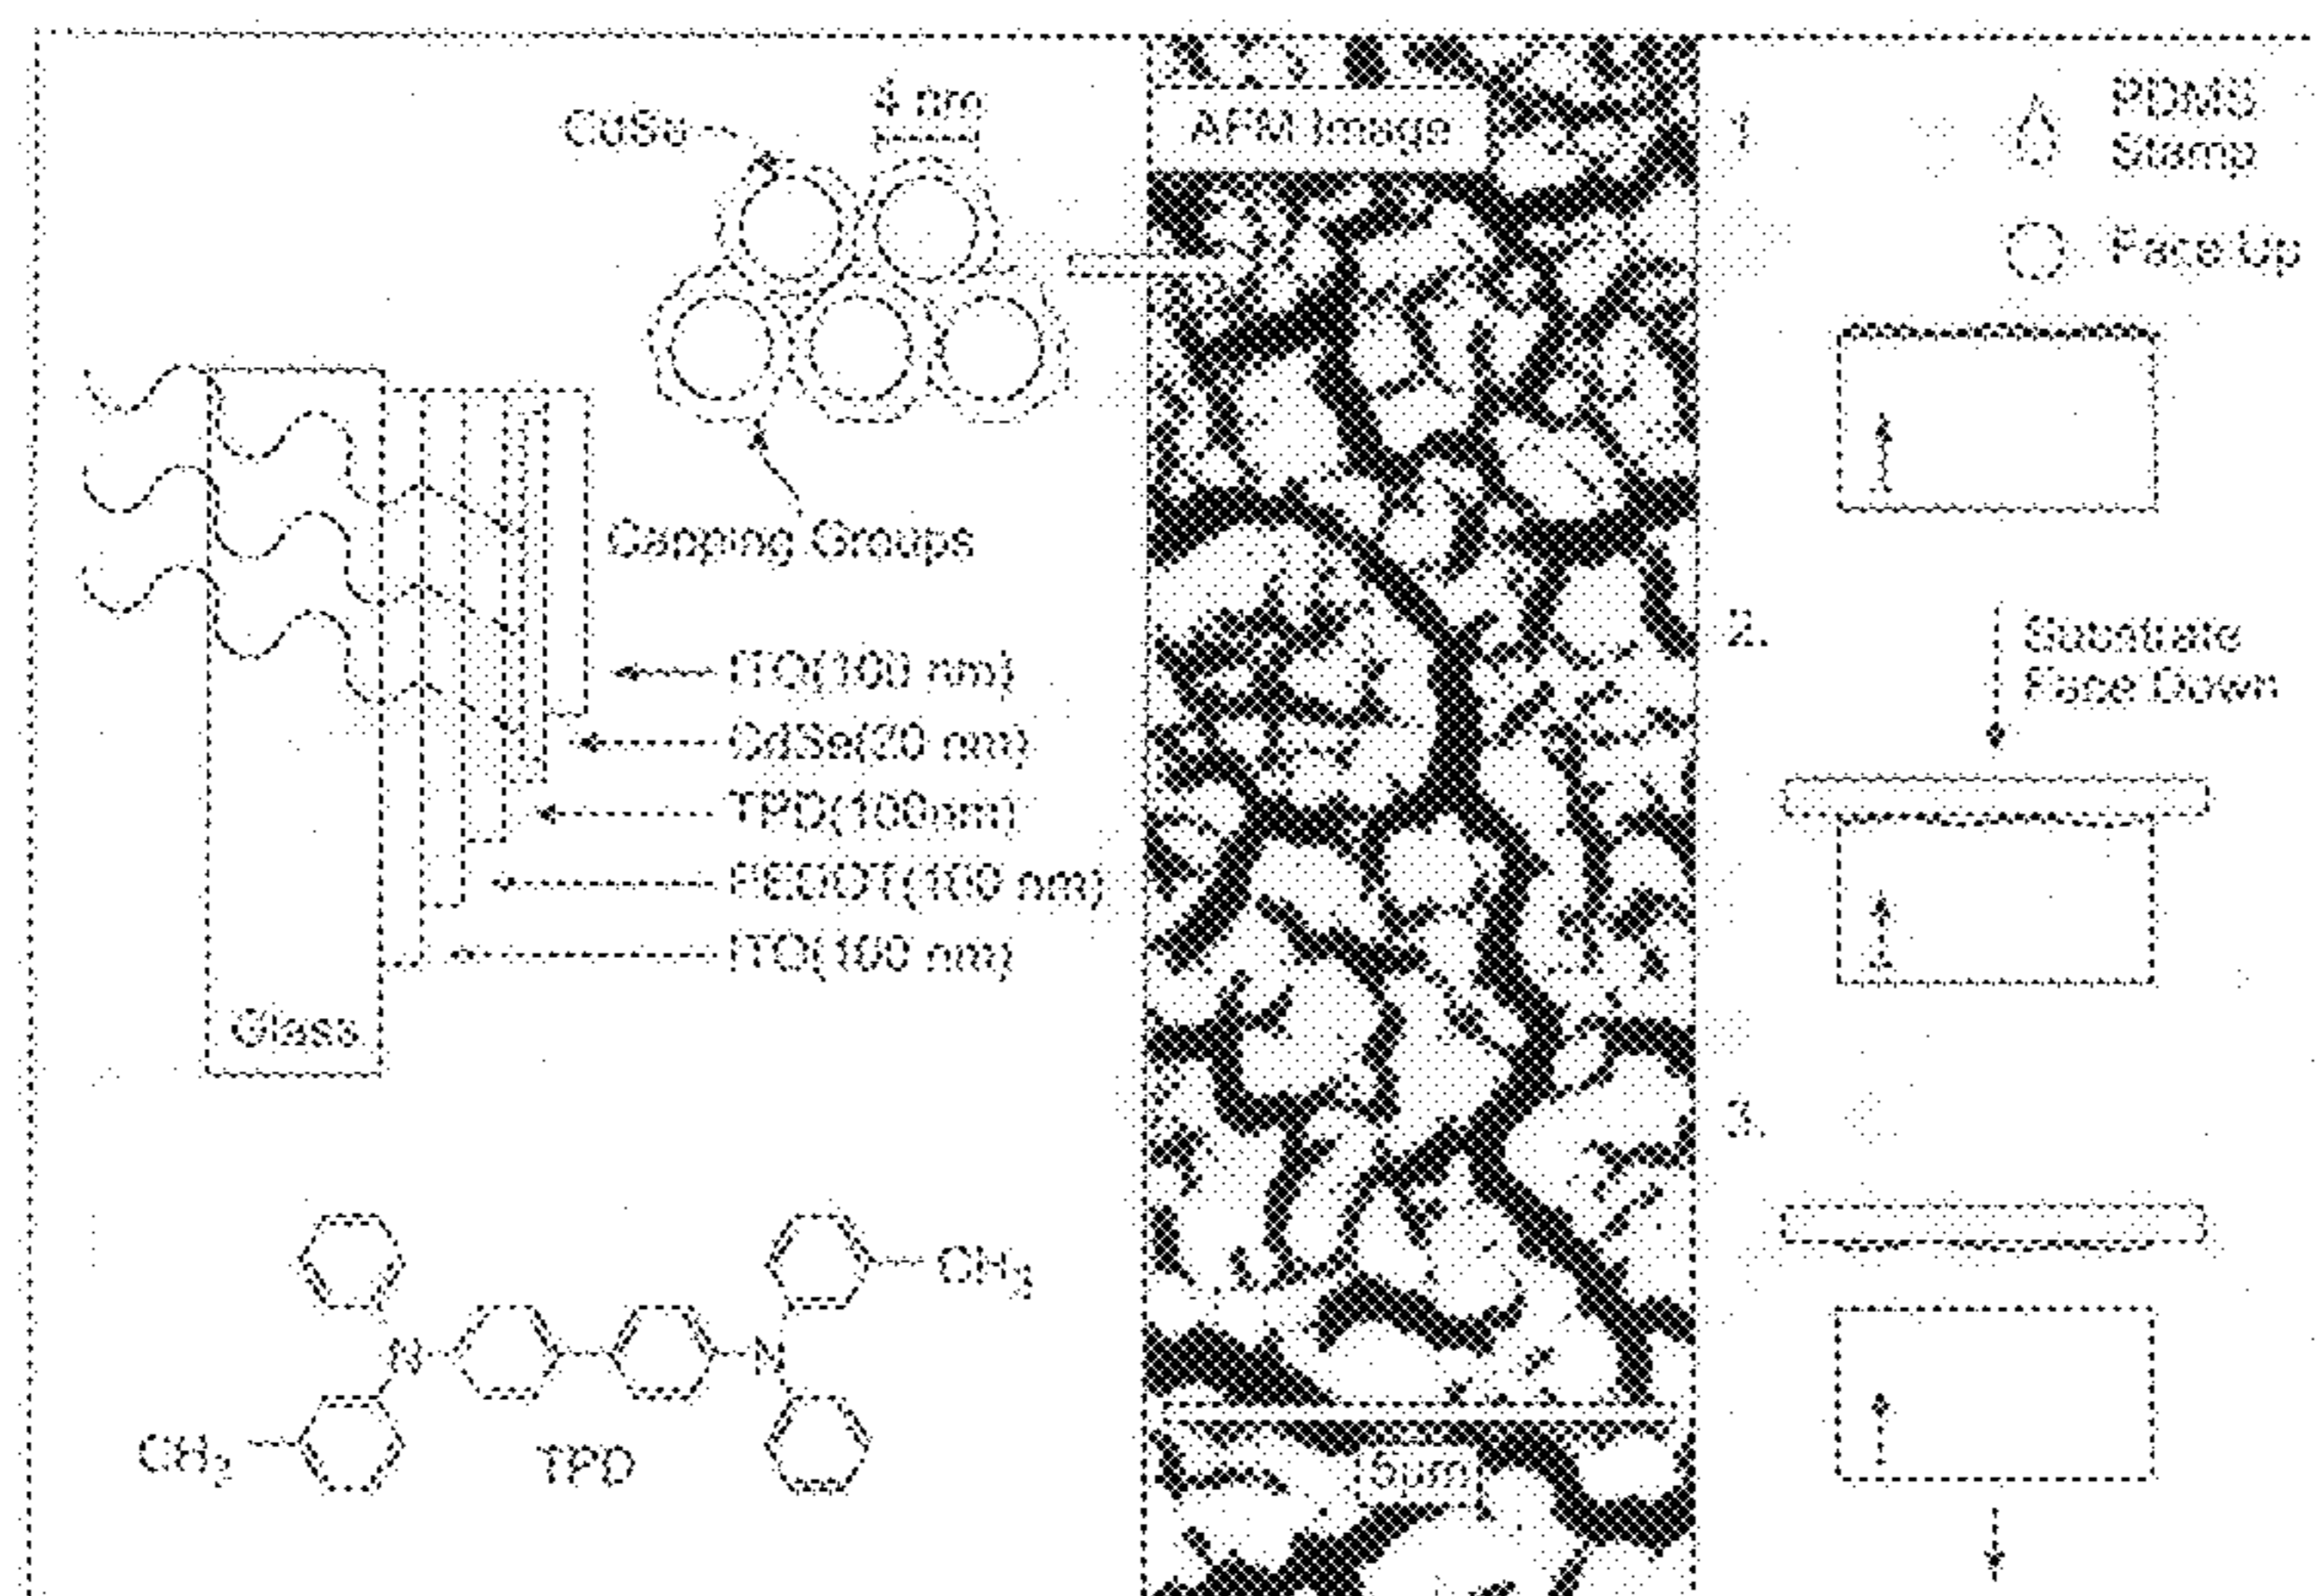 CdSe
4 nm
Capping Groups
ITO(100 nm)
CdSe(20 nm)
TPD(100nm)
PEDOT(100 nm)
ITO(100 nm)
Glass
CH3
N
N
CH3
TPD
AFM Image
5µm
1.
PDMS
Stamp
Face Up
2.
Substrate
Face Down
3.